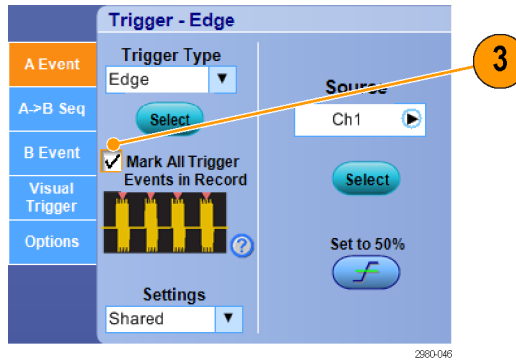 Trigger - Edge
A Event
A->B Seq
B Event
Visual
Trigger
Options
Trigger Type
Edge
Select
Mark All Trigger
Events in Record
?
Settings
Shared
Source
Ch1
Select
Set to 50%
3
2980-046